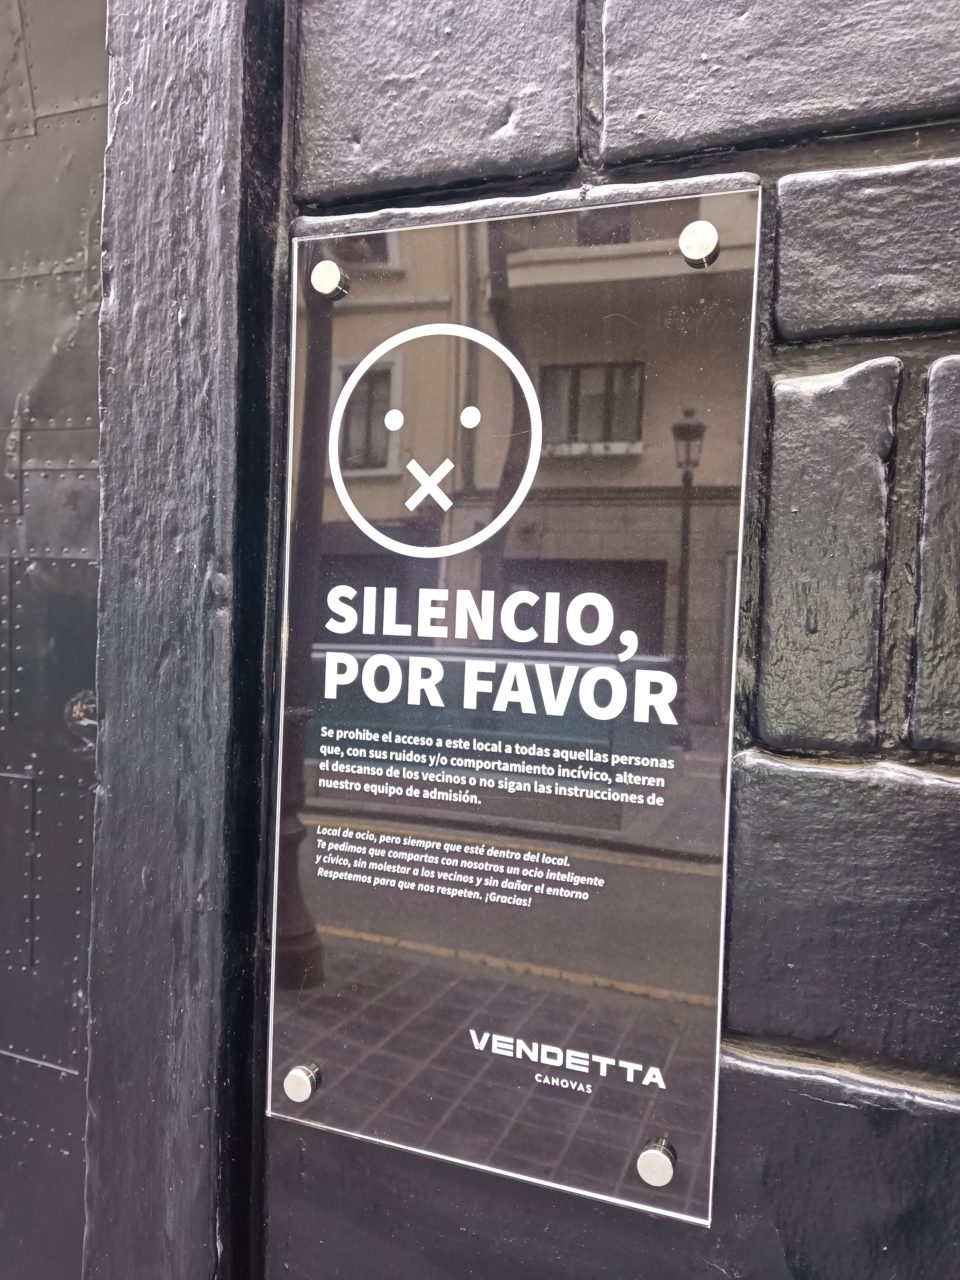 SILENCIO,
POR FAVOR
Se prohibe el acceso a este local a todas aquellas personas
que, con sus ruidos y/o comportamiento incívico, alteren
el descanso de los vecinos o no sigan las instrucciones de
nuestro equipo de admisión.
Local de ocio, pero siempre que esté dentro del local.
Te pedimos que compartas con nosotros un ocio inteligente
y cívico, sin molestar a los vecinos y sin dañar el entorno
Respetemos para que nos respeten. ¡Gracias!
VENDETTA
CANOVAS